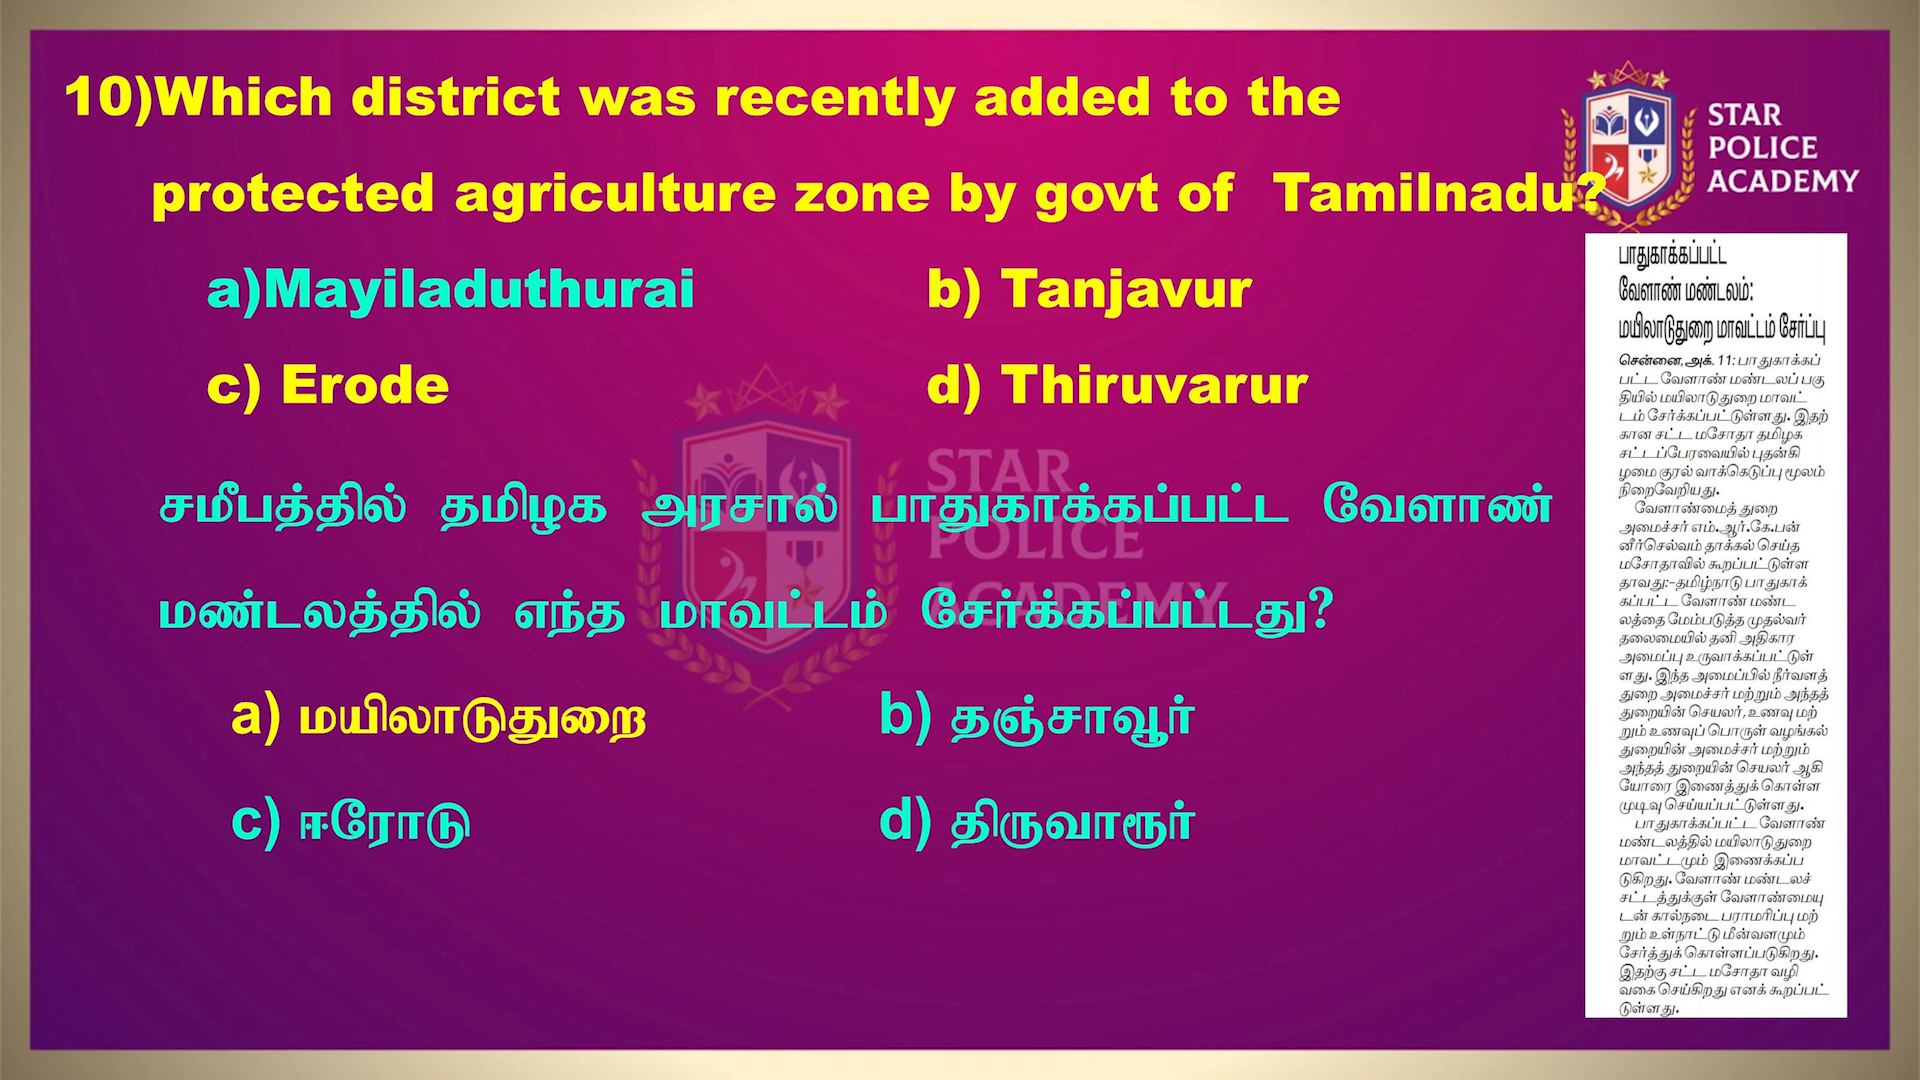 10)Which district was recently added to the
protected agriculture zone by govt of Tamilnadu?
a)Mayiladuthurai b) Tanjavur
c) Erode d) Thiruvarur
சமீபத்தில் தமிழக அரசால் பாதுகாக்கப்பட்ட வேளாண்
மண்டலத்தில் எந்த மாவட்டம் சேர்க்கப்பட்டது?
a) மயிலாடுதுறை b) தஞ்சாவூர்
c) ஈரோடு d) திருவாரூர்
STAR
POLICE
ACADEMY
பாதுகாக்கப்பட்ட
வேளாண் மண்டலம்:
மயிலாடுதுறை மாவட்டம் சேர்ப்பு
சென்னை, அக். 11: பாதுகாக்கப்
பட்ட வேளாண் மண்டலப் பகு
தியில் மயிலாடுதுறை மாவட்
டம் சேர்க்கப்பட்டுள்ளது. இதற்
கான சட்ட மசோதா தமிழக
சட்டப்பேரவையில் புதன்கி
ழமை குரல் வாக்கெடுப்பு மூலம்
நிறைவேறியது.
வேளாண்மைத் துறை
அமைச்சர் எம்.ஆர்.கே.பன்
னீர்செல்வம் தாக்கல் செய்த
மசோதாவில் கூறப்பட்டுள்ள
தாவது:-தமிழ்நாடு பாதுகாக்
கப்பட்ட வேளாண் மண்ட
லத்தை மேம்படுத்த முதல்வர்
தலைமையில் தனி அதிகார
அமைப்பு உருவாக்கப்பட்டுள்
ளது. இந்த அமைப்பில் நீர்வளத்
துறை அமைச்சர் மற்றும் அந்தத்
துறையின் செயலர், உணவு மற்
றும் உணவுப் பொருள் வழங்கல்
துறையின் அமைச்சர் மற்றும்
அந்தத் துறையின் செயலர் ஆகி
யோரை இணைத்துக் கொள்ள
முடிவு செய்யப்பட்டுள்ளது.
பாதுகாக்கப்பட்ட வேளாண்
மண்டலத்தில் மயிலாடுதுறை
மாவட்டமும் இணைக்கப்ப
டுகிறது. வேளாண் மண்டலச்
சட்டத்துக்குள் வேளாண்மையு
டன் கால்நடை பராமரிப்பு மற்
றும் உள்நாட்டு மீன்வளமும்
சேர்த்துக் கொள்ளப்படுகிறது.
இதற்கு சட்ட மசோதா வழி
வகை செய்கிறது எனக் கூறப்பட்
டுள்ளது.
STAR
POLICE
ACADEMY